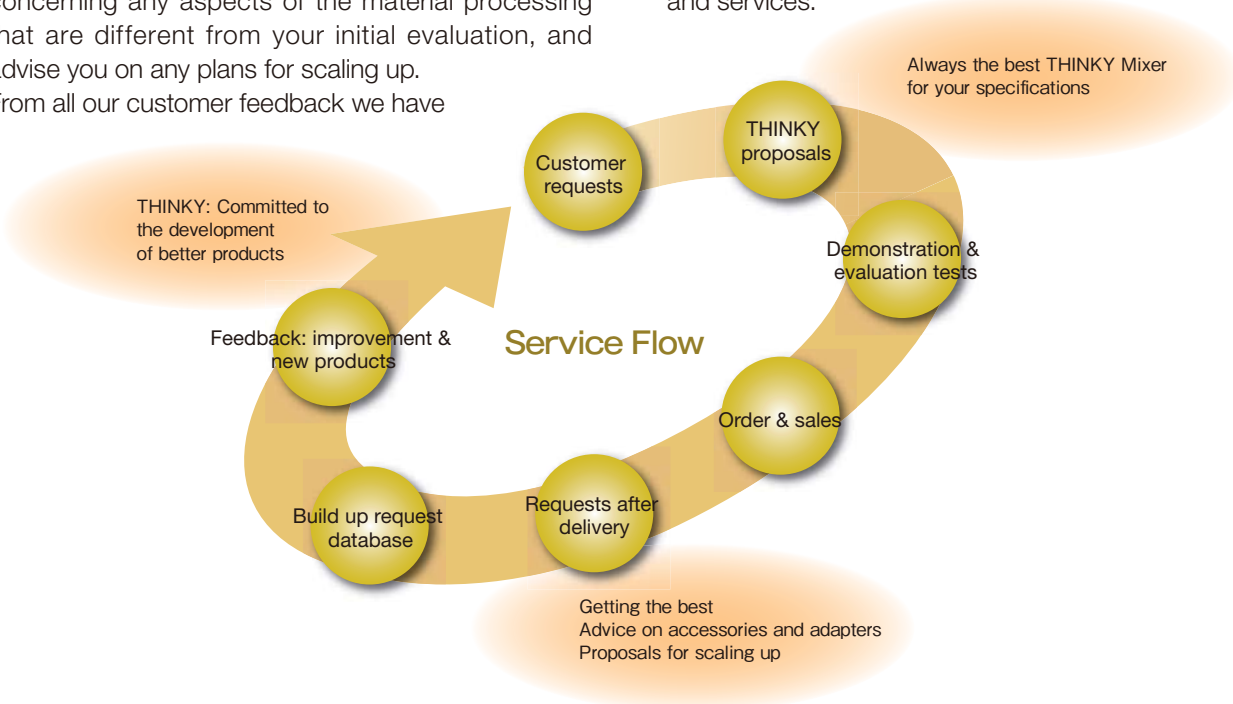 concerning any aspects of the material processing
that are different from your initial evaluation, and
advise you on any plans for scaling up.
From all our customer feedback we have
and services.
Always the best THINKY Mixer
for your specifications
THINKY
proposals
Customer
requests
THINKY: Committed to
the development
of better products
Demonstration &
evaluation tests
Feedback: improvement &
new products
Service Flow
Order & sales
Requests after
delivery
Build up request
database
Getting the best
Advice on accessories and adapters
Proposals for scaling up